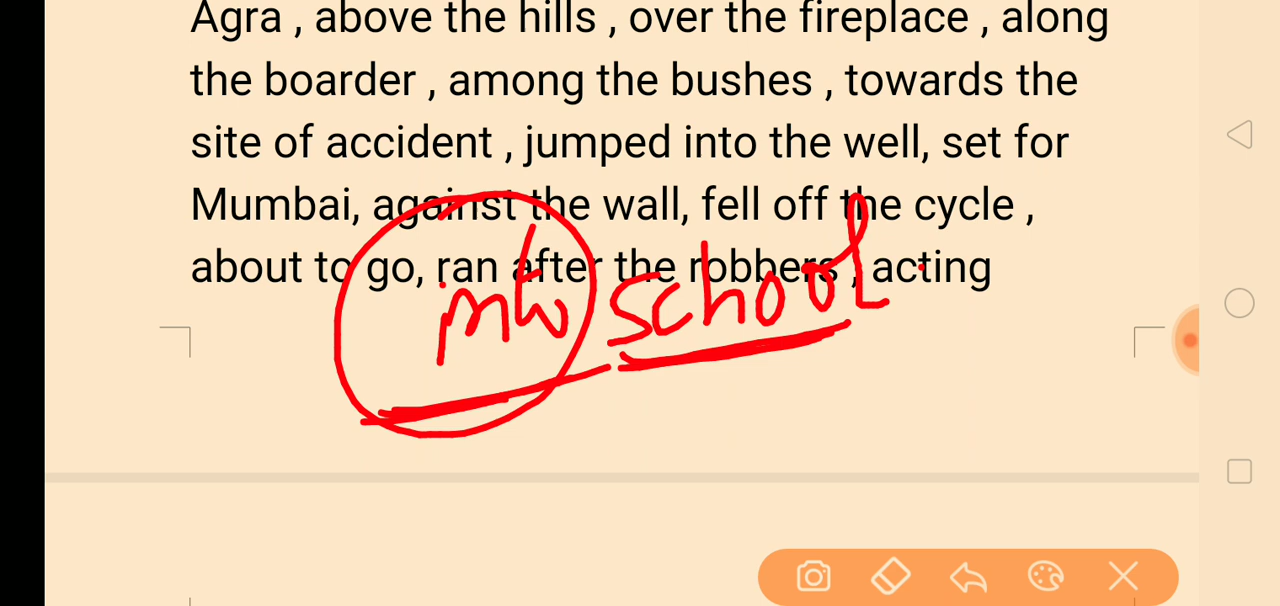 Agra , above the hills , over the fireplace , along
the boarder , among the bushes , towards the
site of accident , jumped into the well, set for
Mumbai, against the wall, fell off the cycle ,
about to go, ran after the robbers , acting
into school